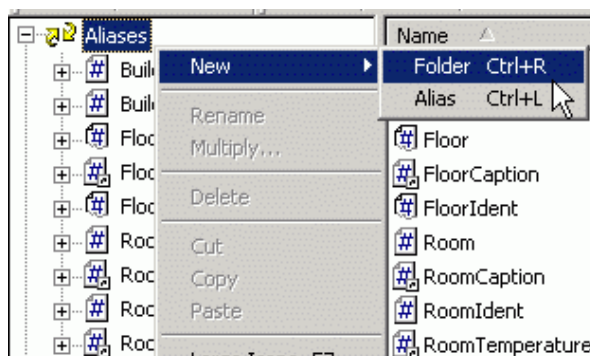 Aliases
Name
New
Folder Ctrl+R
Alias Ctrl+L
Rename
Multiply...
Delete
Cut
Copy
Paste
Floor
FloorCaption
FloorIdent
Room
RoomCaption
RoomIdent
RoomTemperature